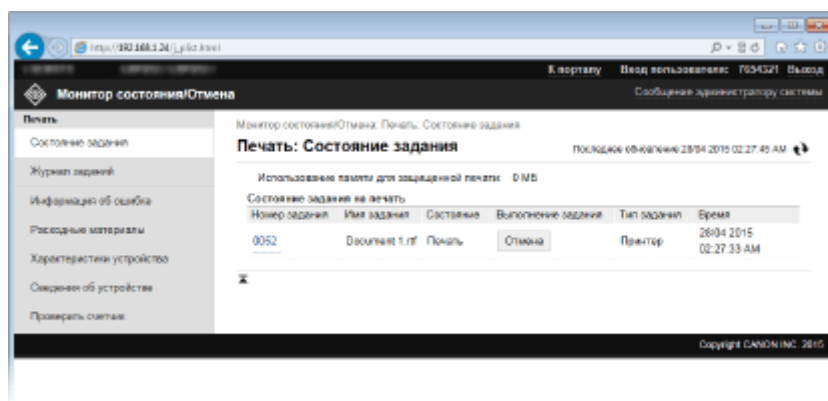 http://192.168.1.24/j_plist.html
К порталу Вход пользователя: 7654321 Выход
Монитор состояния/Отмена Сообщение администратору системы
Печать
Состояние задания
Журнал заданий
Информация об ошибке
Расходные материалы
Характеристики устройства
Сведения об устройстве
Проверить счетчик
Монитор состояния/Отмена: Печать: Состояние задания
Печать: Состояние задания
Последнее обновление: 28/04 2015 02:27:45 AM
Использование памяти для защищенной печати: 0 MB
Состояние задания на печать
Номер задания Имя задания Состояние Выполнение задания Тип задания Время
0052 Document 1.rtf Печать Отмена Принтер 28/04 2015
02:27:33 AM
Copyright CANON INC. 2015